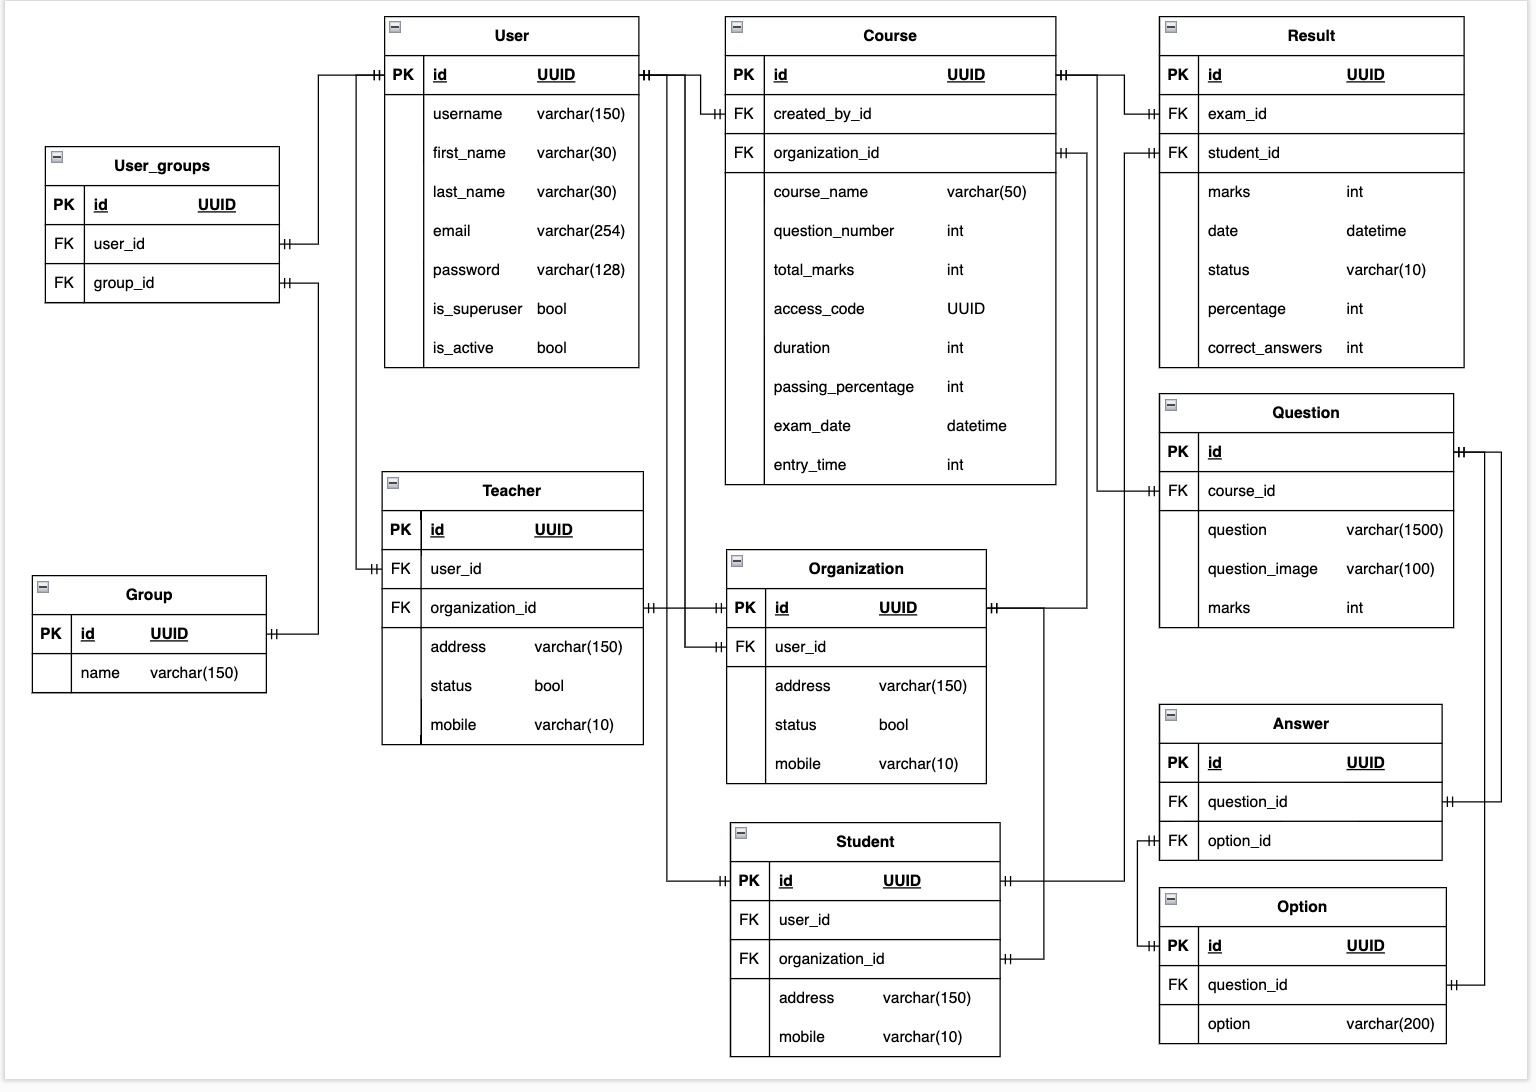 User
PK id UUID
username varchar(150)
first_name varchar(30)
last_name varchar(30)
email varchar(254)
password varchar(128)
is_superuser bool
is_active bool
Course
PK id UUID
FK created_by_id
FK organization_id
course_name varchar(50)
question_number int
total_marks int
access_code UUID
duration int
passing_percentage int
exam_date datetime
entry_time int
Result
PK id UUID
FK exam_id
FK student_id
marks int
date datetime
status varchar(10)
percentage int
correct_answers int
User_groups
PK id UUID
FK user_id
FK group_id
Question
PK id
FK course_id
question varchar(1500)
question_image varchar(100)
marks int
Teacher
PK id UUID
FK user_id
FK organization_id
address varchar(150)
status bool
mobile varchar(10)
Organization
PK id UUID
FK user_id
address varchar(150)
status bool
mobile varchar(10)
Group
PK id UUID
name varchar(150)
Answer
PK id UUID
FK question_id
FK option_id
Student
PK id UUID
FK user_id
FK organization_id
address varchar(150)
mobile varchar(10)
Option
PK id UUID
FK question_id
option varchar(200)